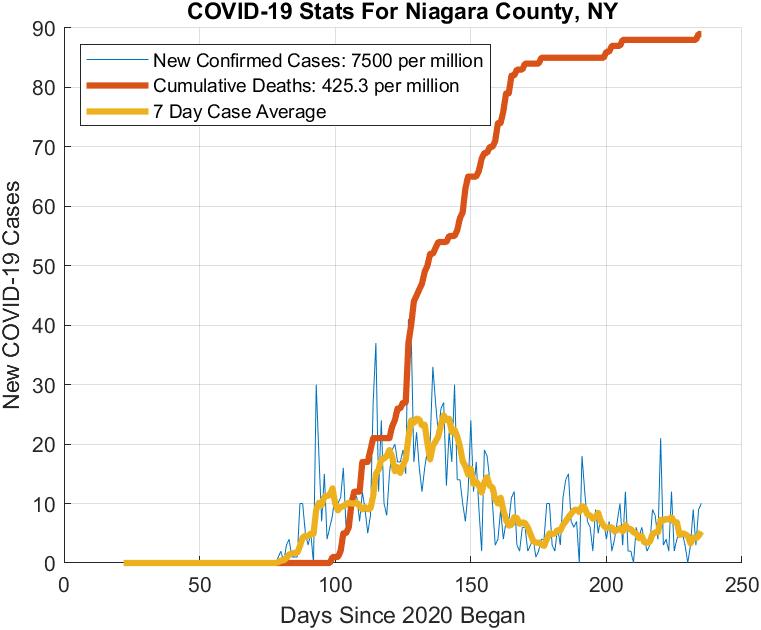 COVID-19 Stats For Niagara County, NY
New Confirmed Cases: 7500 per million
Cumulative Deaths: 425.3 per million
7 Day Case Average
New COVID-19 Cases
90
80
70
60
50
40
30
20
10
0
0 50 100 150 200 250
Days Since 2020 Began